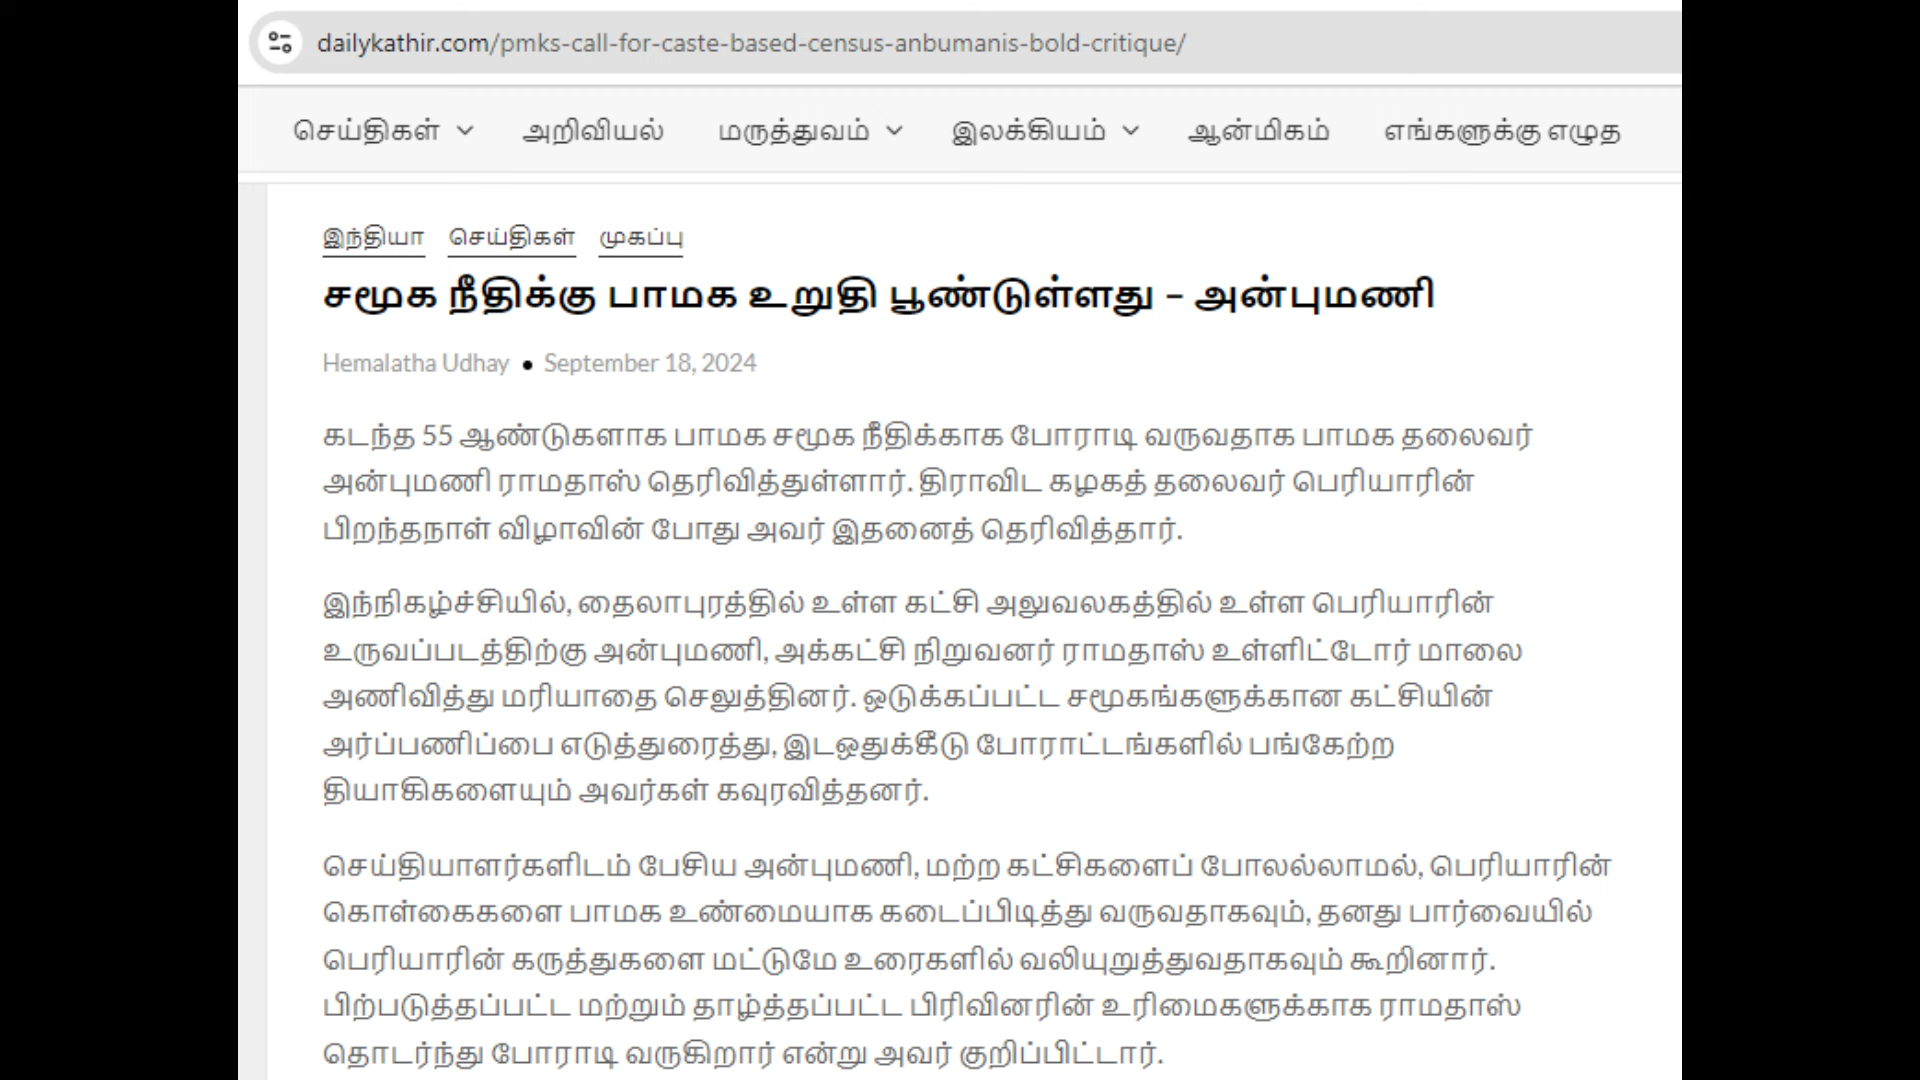 dailykathir.com/pmks-call-for-caste-based-census-anbumanis-bold-critique/
செய்திகள் அறிவியல் மருத்துவம் இலக்கியம் ஆன்மிகம் எங்களுக்கு எழுத
இந்தியா செய்திகள் முகப்பு
சமூக நீதிக்கு பாமக உறுதி பூண்டுள்ளது – அன்புமணி
Hemalatha Udhay • September 18, 2024
கடந்த 55 ஆண்டுகளாக பாமக சமூக நீதிக்காக போராடி வருவதாக பாமக தலைவர்
அன்புமணி ராமதாஸ் தெரிவித்துள்ளார். திராவிட கழகத் தலைவர் பெரியாரின்
பிறந்தநாள் விழாவின் போது அவர் இதனைத் தெரிவித்தார்.
இந்நிகழ்ச்சியில், தைலாபுரத்தில் உள்ள கட்சி அலுவலகத்தில் உள்ள பெரியாரின்
உருவப்படத்திற்கு அன்புமணி, அக்கட்சி நிறுவனர் ராமதாஸ் உள்ளிட்டோர் மாலை
அணிவித்து மரியாதை செலுத்தினர். ஒடுக்கப்பட்ட சமூகங்களுக்கான கட்சியின்
அர்ப்பணிப்பை எடுத்துரைத்து, இடஒதுக்கீடு போராட்டங்களில் பங்கேற்ற
தியாகிகளையும் அவர்கள் கவுரவித்தனர்.
செய்தியாளர்களிடம் பேசிய அன்புமணி, மற்ற கட்சிகளைப் போலல்லாமல், பெரியாரின்
கொள்கைகளை பாமக உண்மையாக கடைப்பிடித்து வருவதாகவும், தனது பார்வையில்
பெரியாரின் கருத்துகளை மட்டுமே உரைகளில் வலியுறுத்துவதாகவும் கூறினார்.
பிற்படுத்தப்பட்ட மற்றும் தாழ்த்தப்பட்ட பிரிவினரின் உரிமைகளுக்காக ராமதாஸ்
தொடர்ந்து போராடி வருகிறார் என்று அவர் குறிப்பிட்டார்.